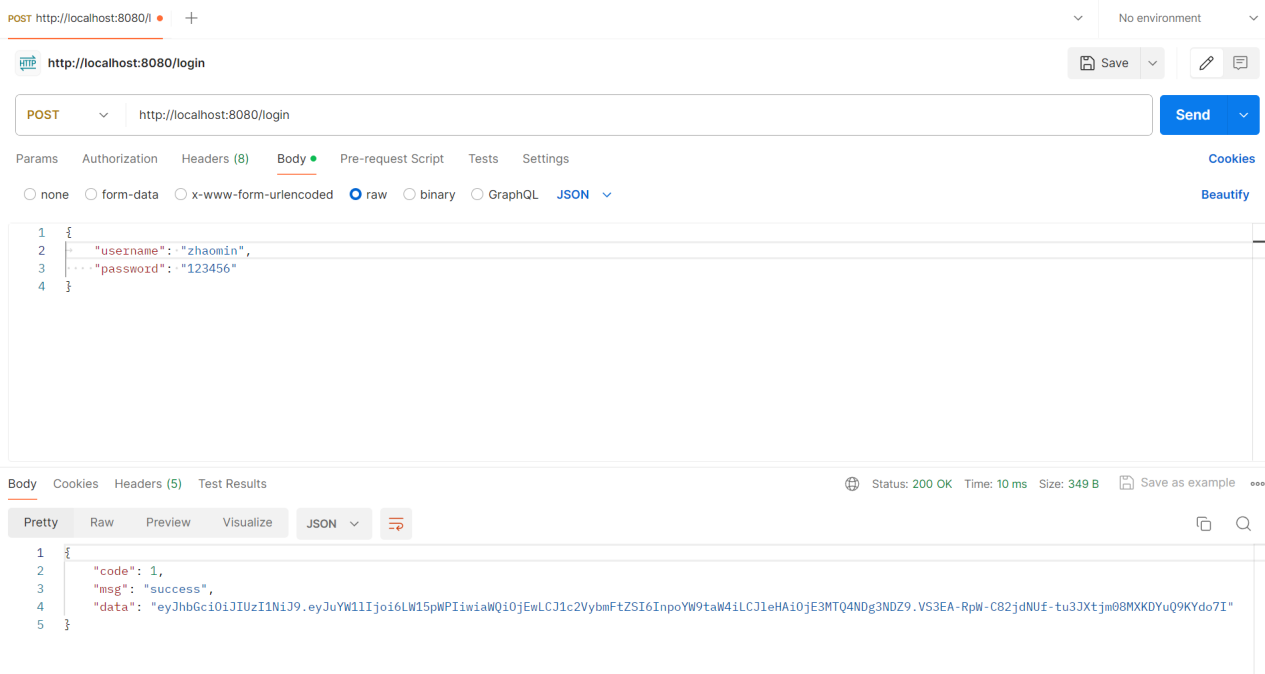 POST http://localhost:8080/l
No environment
HTTP http://localhost:8080/login
Save
POST http://localhost:8080/login
Send
Params Authorization Headers (8) Body Pre-request Script Tests Settings Cookies
none form-data x-www-form-urlencoded raw binary GraphQL JSON Beautify
1 {
2 "username": "zhaomin",
3 "password": "123456"
4 }
Body Cookies Headers (5) Test Results Status: 200 OK Time: 10 ms Size: 349 B Save as example
Pretty Raw Preview Visualize JSON
1 {
2 "code": 1,
3 "msg": "success",
4 "data": "eyJhbGciOiJIUzI1NiJ9.eyJuYW1lIjoi6LW15pWPIiwiaWQiOjEwLCJ1c2VybmFtZSI6InpoYW9taW4iLCJleHAiOjE3MTQ4NDg3NDZ9.VS3EA-RpW-C82jdNUf-tu3JXtjm08MXKDYuQ9KYdo7I"
5 }